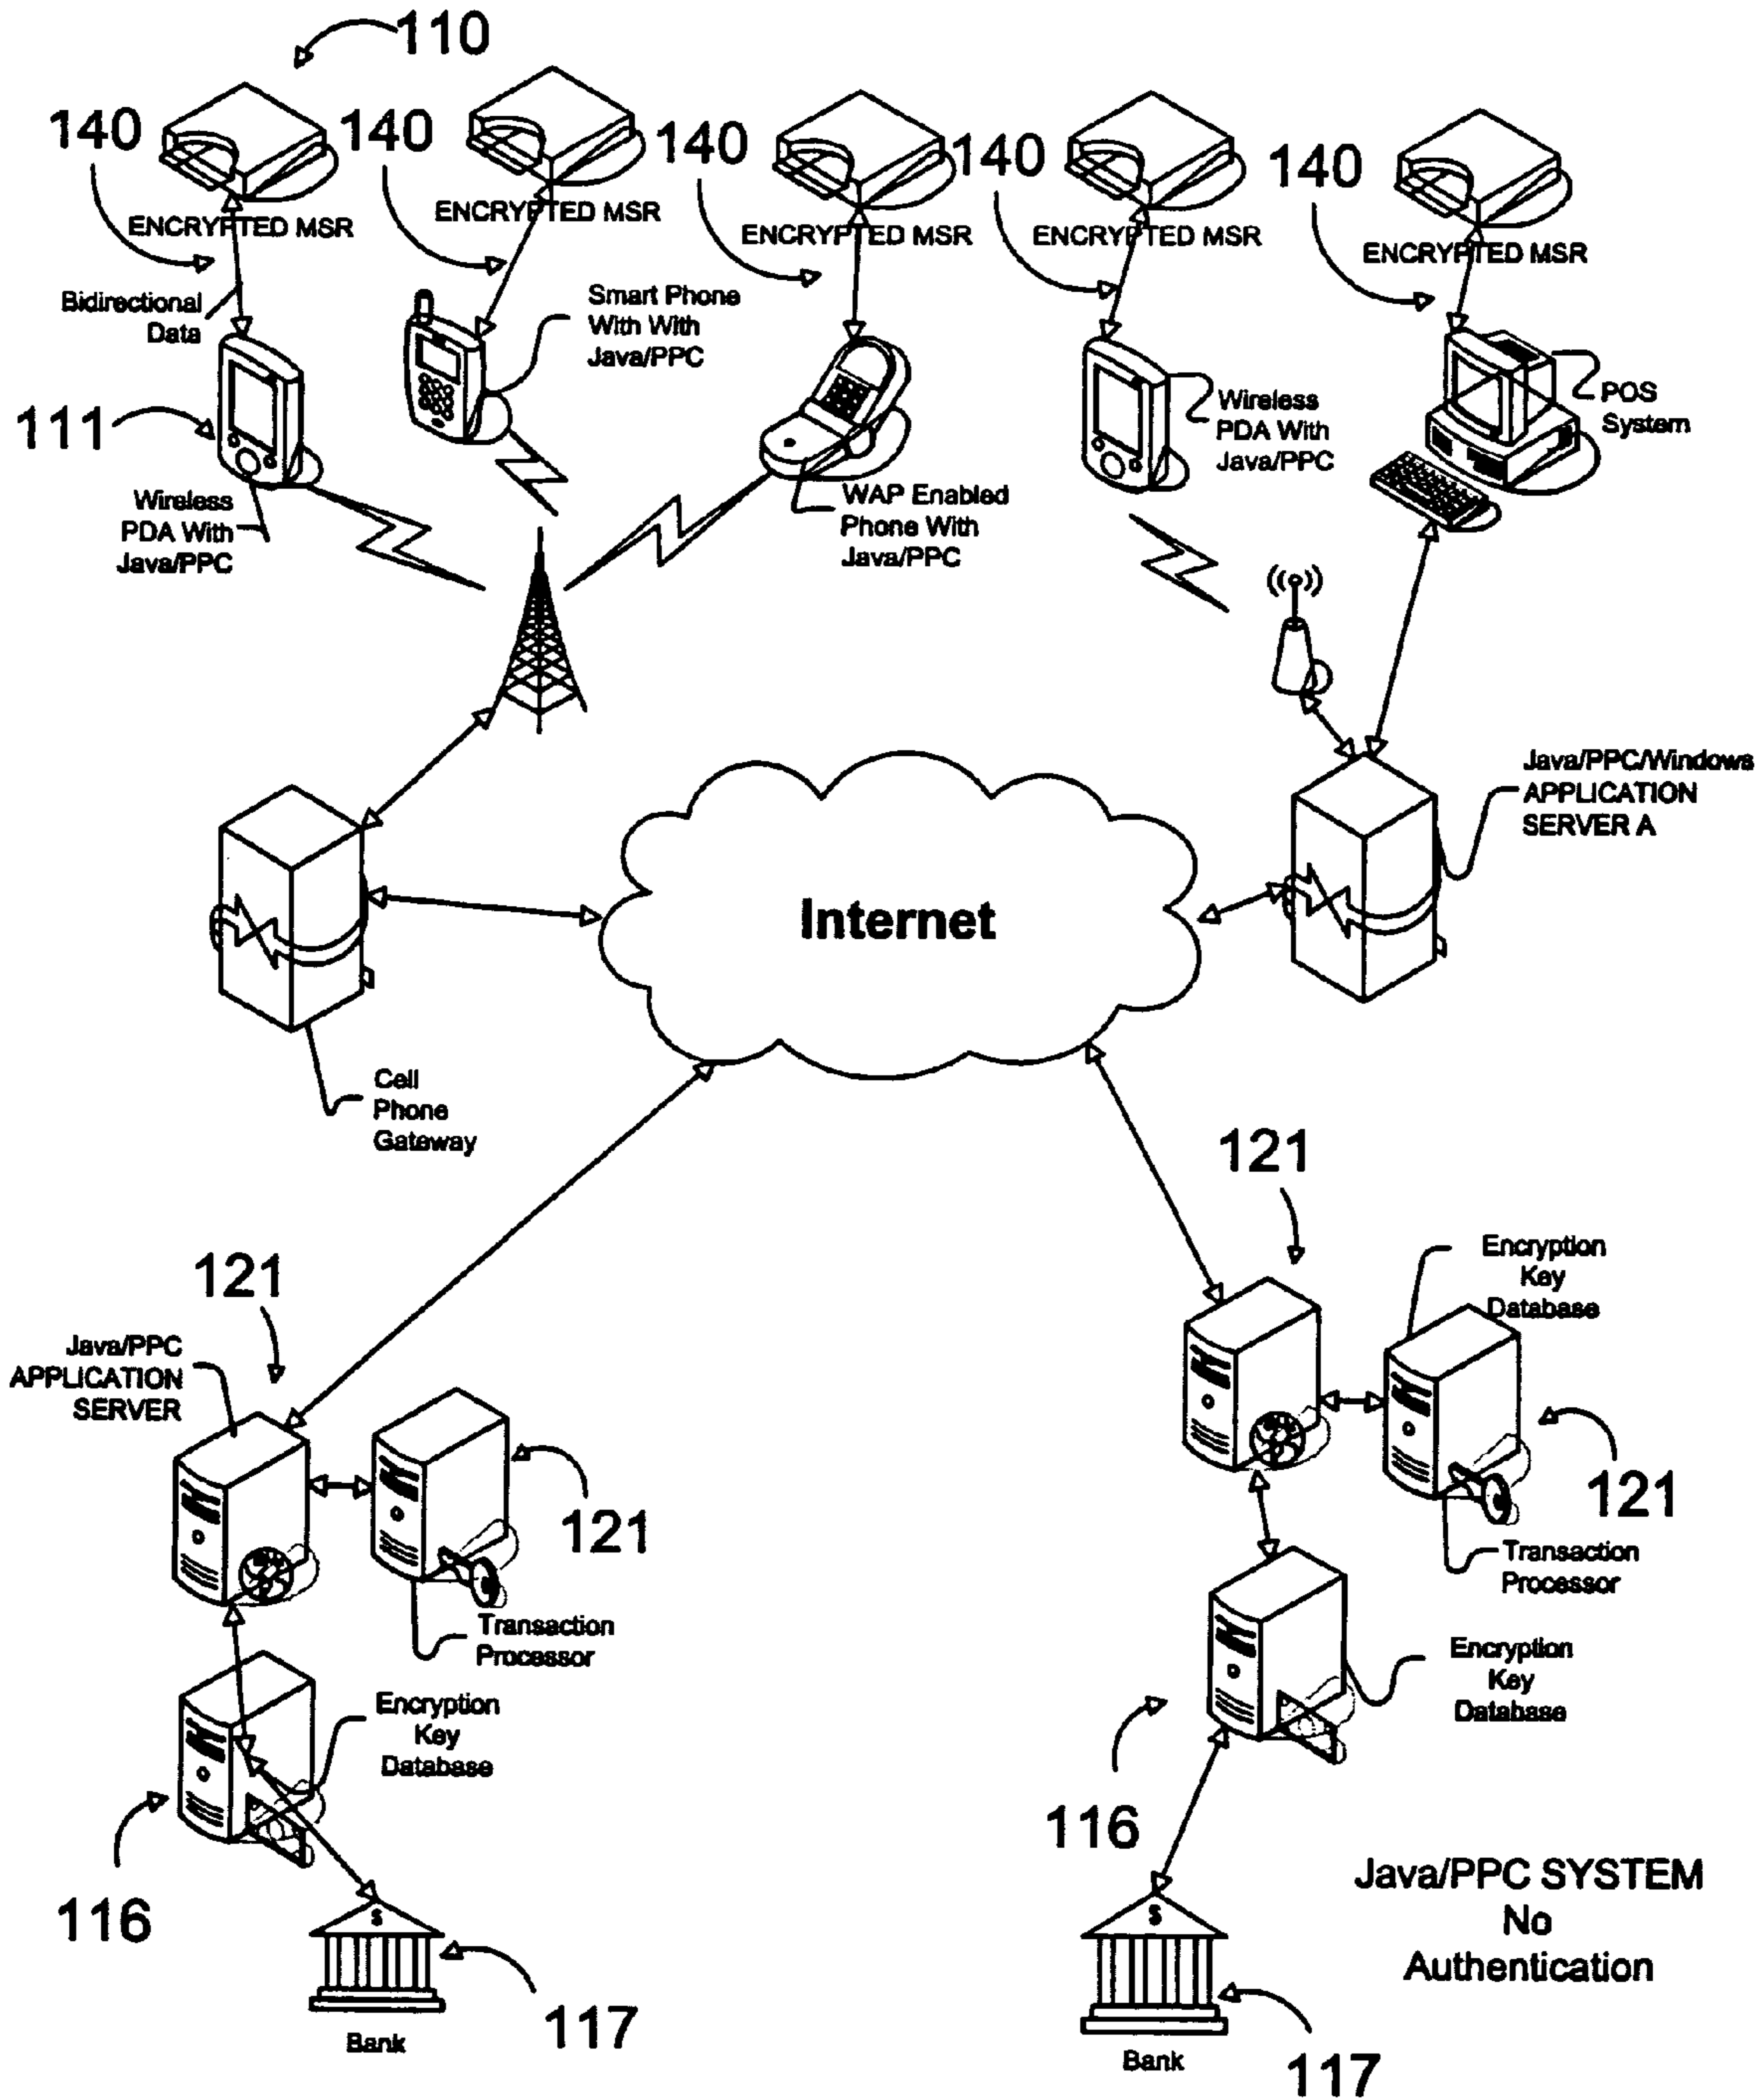 110
140
140
140
140
140
ENCRYPTED MSR
ENCRYPTED MSR
ENCRYPTED MSR
ENCRYPTED MSR
ENCRYPTED MSR
Bidirectional
Data
Smart Phone
With With
Java/PPC
111
Wireless
PDA With
Java/PPC
POS
System
Wireless
PDA With
Java/PPC
WAP Enabled
Phone With
Java/PPC
Java/PPC/Windows
APPLICATION
SERVER A
Internet
Cell
Phone
Gateway
121
121
Encryption
Key
Database
Java/PPC
APPLICATION
SERVER
121
121
Transaction
Processor
Transaction
Processor
Encryption
Key
Database
Encryption
Key
Database
116
116
$
Bank
117
$
Bank
117
Java/PPC SYSTEM
No
Authentication